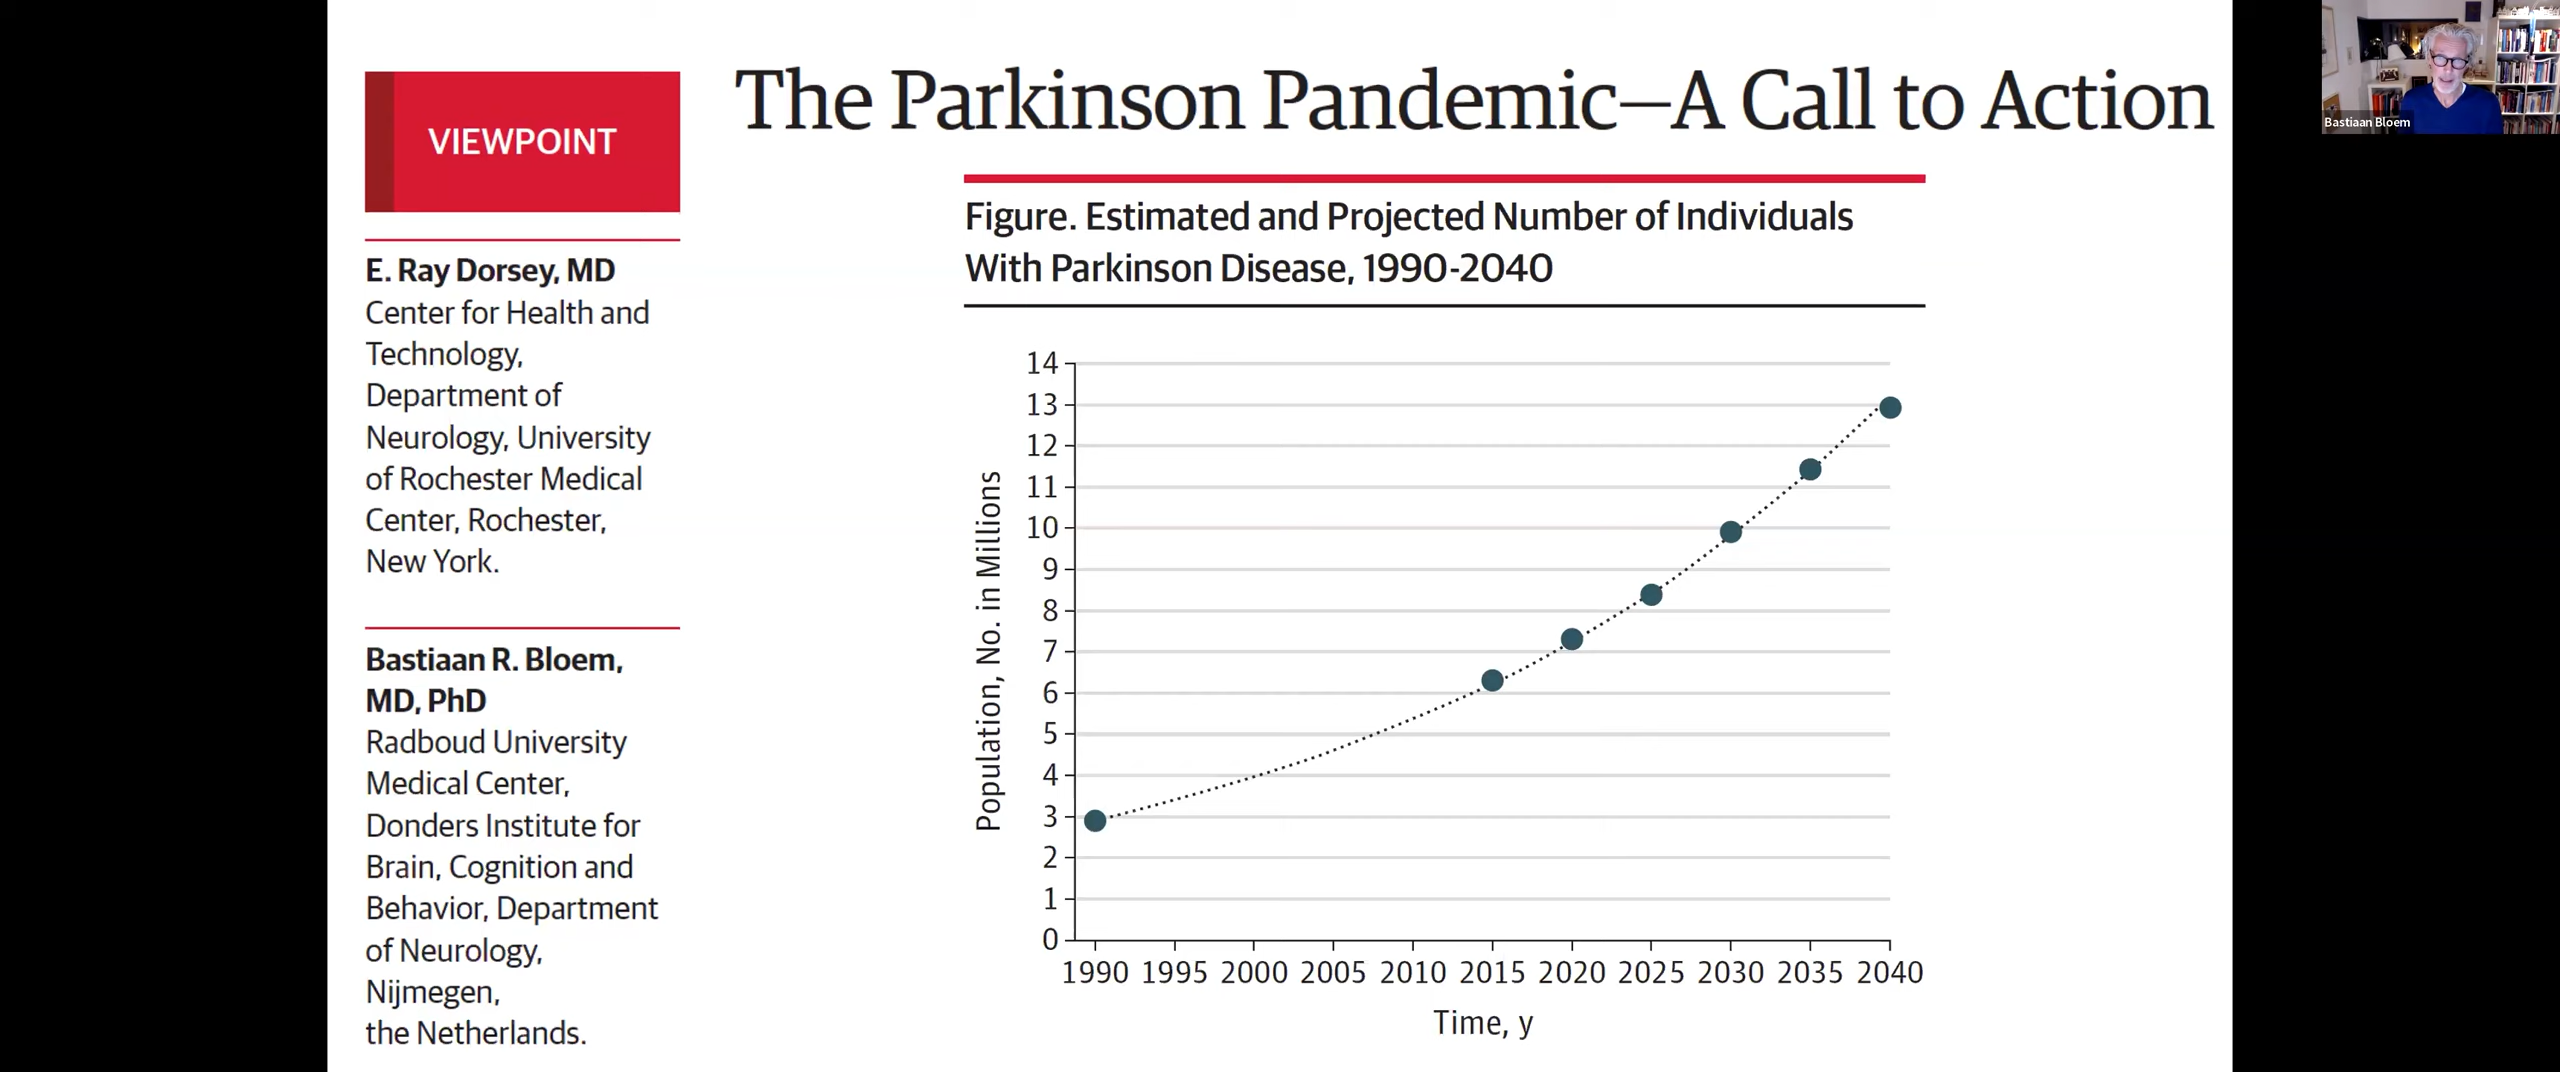 VIEWPOINT
The Parkinson Pandemic—A Call to Action
E. Ray Dorsey, MD
Center for Health and
Technology,
Department of
Neurology, University
of Rochester Medical
Center, Rochester,
New York.
Bastiaan R. Bloem,
MD, PhD
Radboud University
Medical Center,
Donders Institute for
Brain, Cognition and
Behavior, Department
of Neurology,
Nijmegen,
the Netherlands.
Figure. Estimated and Projected Number of Individuals
With Parkinson Disease, 1990-2040
Population, No. in Millions
14
13
12
11
10
9
8
7
6
5
4
3
2
1
0
1990 1995 2000 2005 2010 2015 2020 2025 2030 2035 2040
Time, y
Bastiaan Bloem